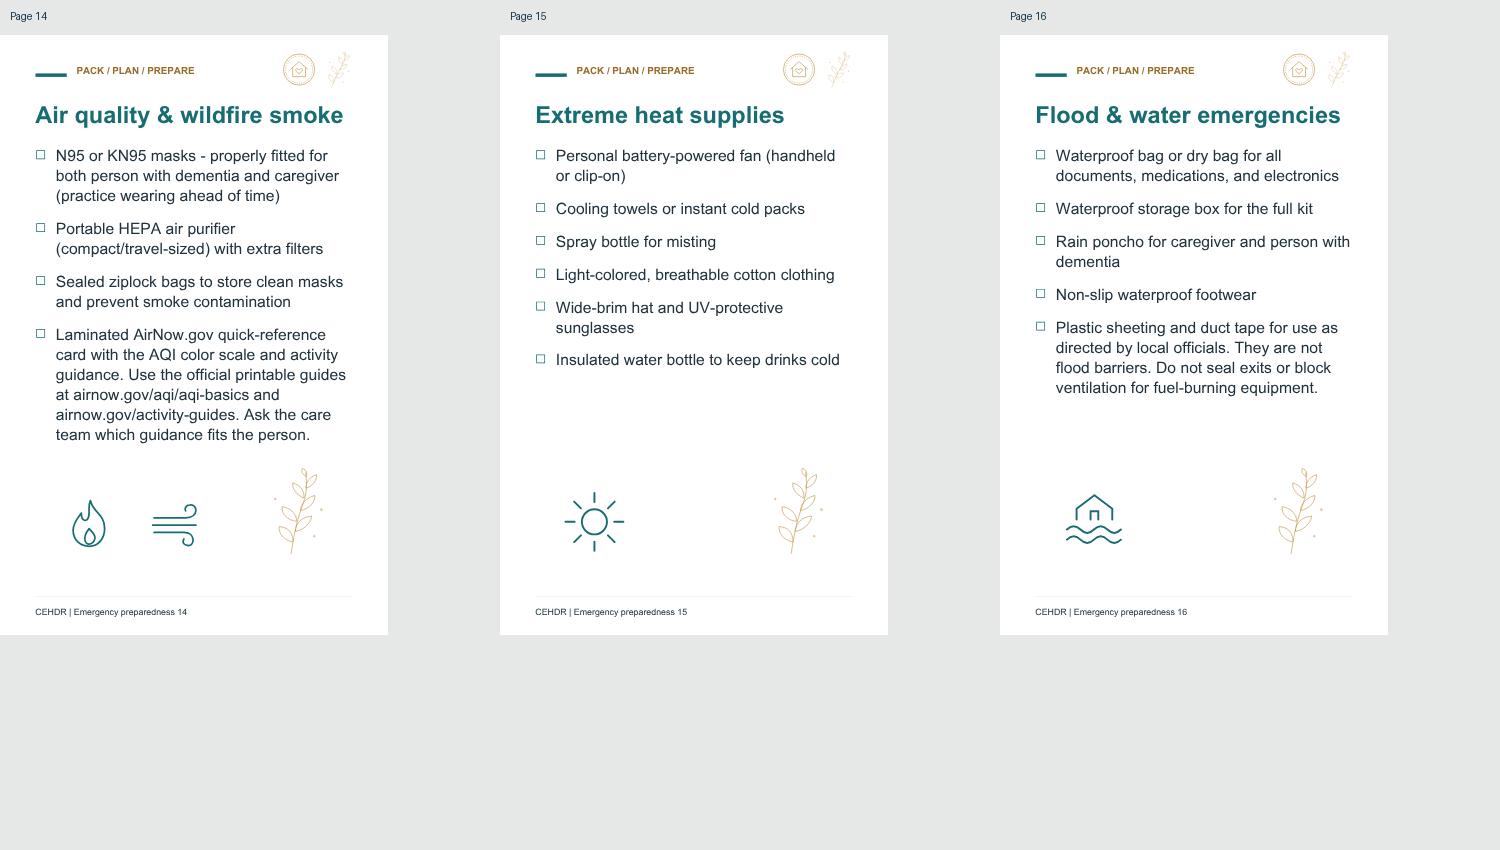 Page 14
PACK / PLAN / PREPARE
Air quality & wildfire smoke
☐ N95 or KN95 masks - properly fitted for
both person with dementia and caregiver
(practice wearing ahead of time)
☐ Portable HEPA air purifier
(compact/travel-sized) with extra filters
☐ Sealed ziplock bags to store clean masks
and prevent smoke contamination
☐ Laminated AirNow.gov quick-reference
card with the AQI color scale and activity
guidance. Use the official printable guides
at airnow.gov/aqi/aqi-basics and
airnow.gov/activity-guides. Ask the care
team which guidance fits the person.
CEHDR | Emergency preparedness 14
Page 15
PACK / PLAN / PREPARE
Extreme heat supplies
☐ Personal battery-powered fan (handheld
or clip-on)
☐ Cooling towels or instant cold packs
☐ Spray bottle for misting
☐ Light-colored, breathable cotton clothing
☐ Wide-brim hat and UV-protective
sunglasses
☐ Insulated water bottle to keep drinks cold
CEHDR | Emergency preparedness 15
Page 16
PACK / PLAN / PREPARE
Flood & water emergencies
☐ Waterproof bag or dry bag for all
documents, medications, and electronics
☐ Waterproof storage box for the full kit
☐ Rain poncho for caregiver and person with
dementia
☐ Non-slip waterproof footwear
☐ Plastic sheeting and duct tape for use as
directed by local officials. They are not
flood barriers. Do not seal exits or block
ventilation for fuel-burning equipment.
CEHDR | Emergency preparedness 16